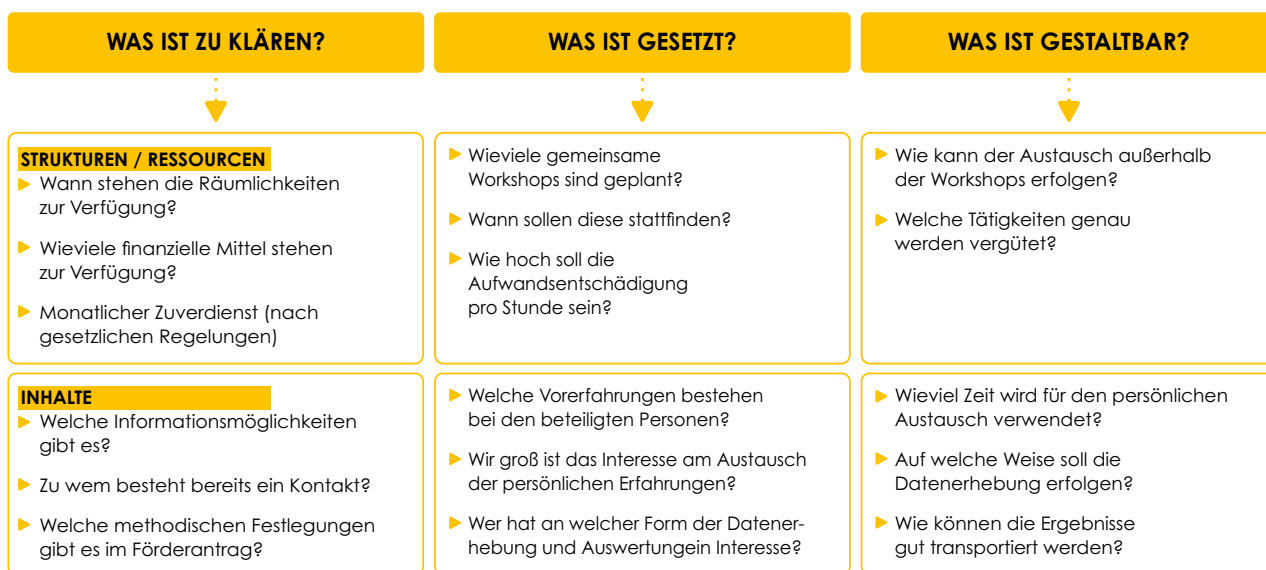 WAS IST ZU KLÄREN?
WAS IST GESETZT?
WAS IST GESTALTBAR?
STRUKTUREN / RESSOURCEN
Wann stehen die Räumlichkeiten
zur Verfügung?
Wieviele finanzielle Mittel stehen
zur Verfügung?
Monatlicher Zuverdienst (nach
gesetzlichen Regelungen)
Wieviele gemeinsame
Workshops sind geplant?
Wann sollen diese stattfinden?
Wie hoch soll die
Aufwandsentschädigung
pro Stunde sein?
Wie kann der Austausch außerhalb
der Workshops erfolgen?
Welche Tätigkeiten genau
werden vergütet?
INHALTE
Welche Informationsmöglichkeiten
gibt es?
Zu wem besteht bereits ein Kontakt?
Welche methodischen Festlegungen
gibt es im Förderantrag?
Welche Vorerfahrungen bestehen
bei den beteiligten Personen?
Wir groß ist das Interesse am Austausch
der persönlichen Erfahrungen?
Wer hat an welcher Form der Datener-
hebung und Auswertungein Interesse?
Wieviel Zeit wird für den persönlichen
Austausch verwendet?
Auf welche Weise soll die
Datenerhebung erfolgen?
Wie können die Ergebnisse
gut transportiert werden?